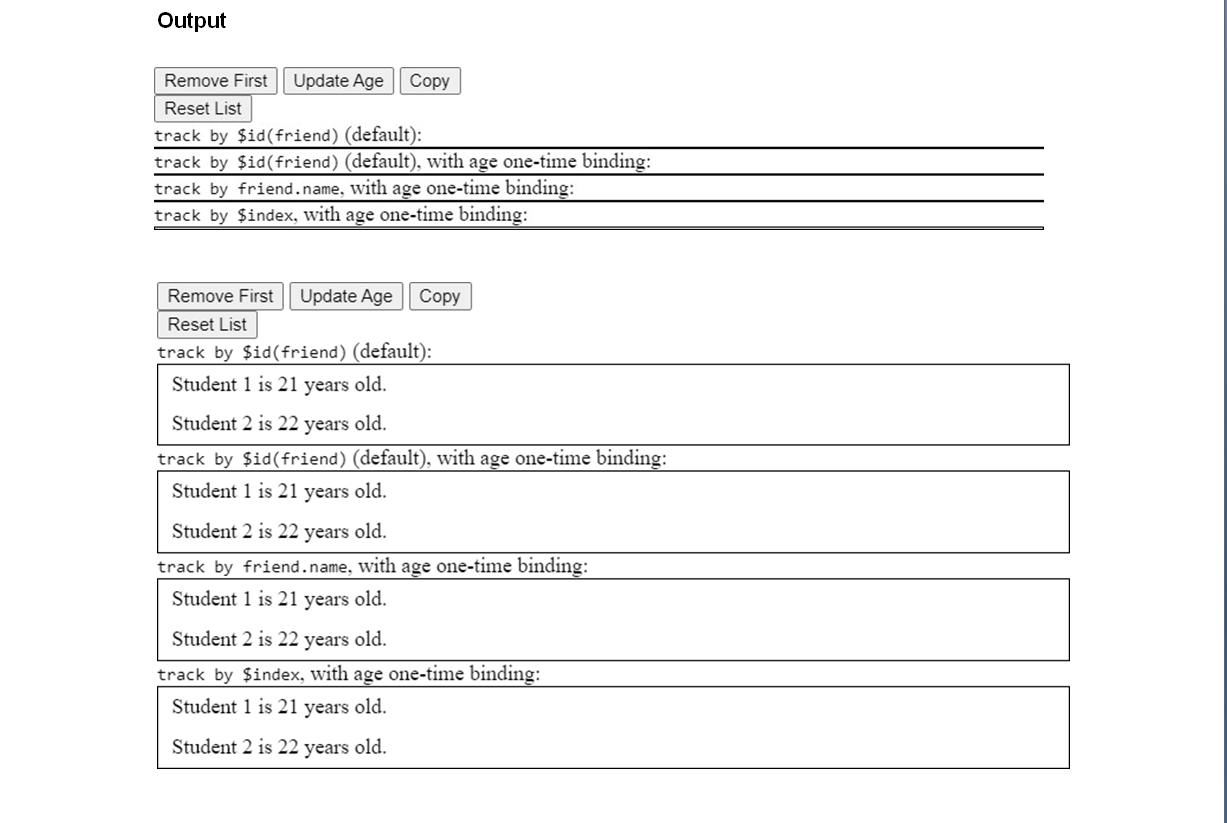 Output
Remove First Update Age Copy
Reset List
track by $id(friend) (default):
track by $id(friend) (default), with age one-time binding:
track by friend.name, with age one-time binding:
track by $index, with age one-time binding:
Remove First Update Age Copy
Reset List
track by $id(friend) (default):
Student 1 is 21 years old.
Student 2 is 22 years old.
track by $id(friend) (default), with age one-time binding:
Student 1 is 21 years old.
Student 2 is 22 years old.
track by friend.name, with age one-time binding:
Student 1 is 21 years old.
Student 2 is 22 years old.
track by $index, with age one-time binding:
Student 1 is 21 years old.
Student 2 is 22 years old.